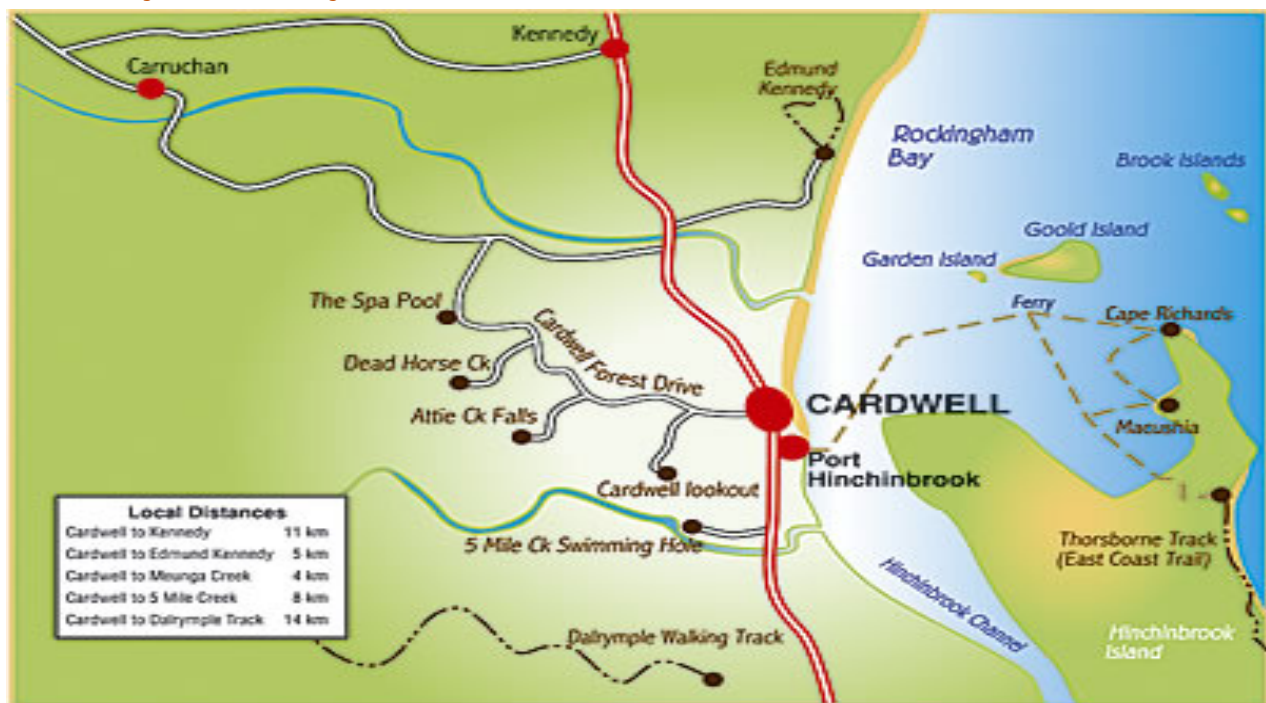 Kennedy
Carruchan
Edmund
Kennedy
Rockingham
Bay
Brook Islands
Goold Island
Garden Island
The Spa Pool
Ferry
Cape Richards
Cardwell Forest Drive
Dead Horse Ck
CARDWELL
Attie Ck Falls
Macushia
Port
Hinchinbrook
Cardwell lookout
5 Mile Ck Swimming Hole
Thorsborne Track
(East Coast Trail)
Hinchinbrook Channel
Hinchinbrook
Island
Dalrymple Walking Track
Local Distances
Cardwell to Kennedy 11 km
Cardwell to Edmund Kennedy 5 km
Cardwell to Meunga Creek 4 km
Cardwell to 5 Mile Creek 8 km
Cardwell to Dalrymple Track 14 km